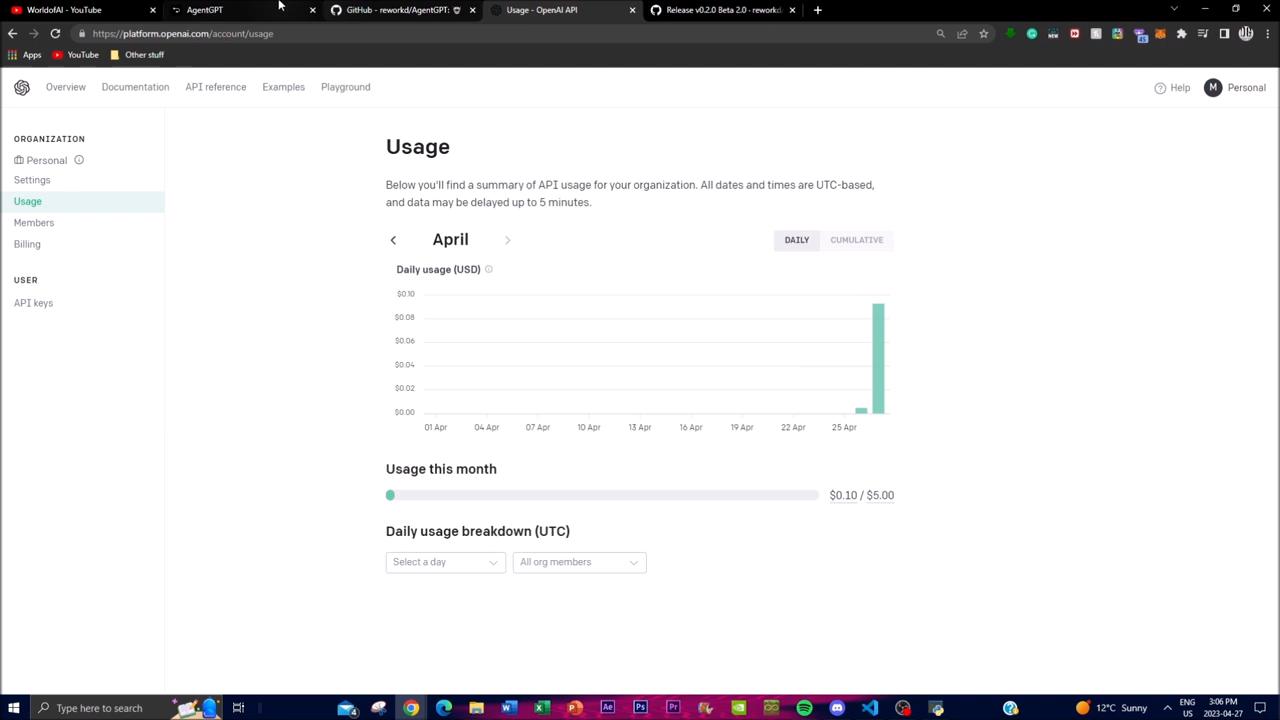 WorldofAI - YouTube
AgentGPT
GitHub - reworkd/AgentGPT:
Usage - OpenAI API
Release v0.2.0 Beta 2.0 · reworkd
https://platform.openai.com/account/usage
Apps
YouTube
Other stuff
Overview
Documentation
API reference
Examples
Playground
Help
M
Personal
ORGANIZATION
Personal
Settings
Usage
Members
Billing
USER
API keys
Usage
Below you'll find a summary of API usage for your organization. All dates and times are UTC-based,
and data may be delayed up to 5 minutes.
April
DAILY
CUMULATIVE
Daily usage (USD)
$0.10
$0.08
$0.06
$0.04
$0.02
$0.00
01 Apr
04 Apr
07 Apr
10 Apr
13 Apr
16 Apr
19 Apr
22 Apr
25 Apr
Usage this month
$0.10 / $5.00
Daily usage breakdown (UTC)
Select a day
All org members
Type here to search
12°C Sunny
ENG
US
3:06 PM
2023-04-27